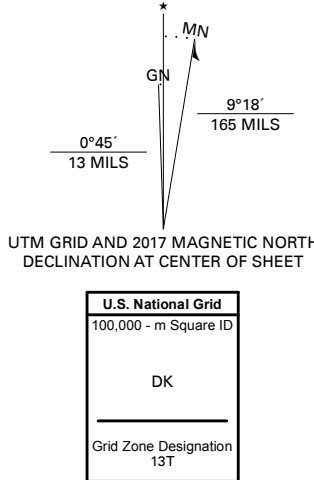 ★
MN
GN
9°18´
165 MILS
0°45´
13 MILS
UTM GRID AND 2017 MAGNETIC NORTH
DECLINATION AT CENTER OF SHEET
U.S. National Grid
100,000 - m Square ID
DK
Grid Zone Designation
13T